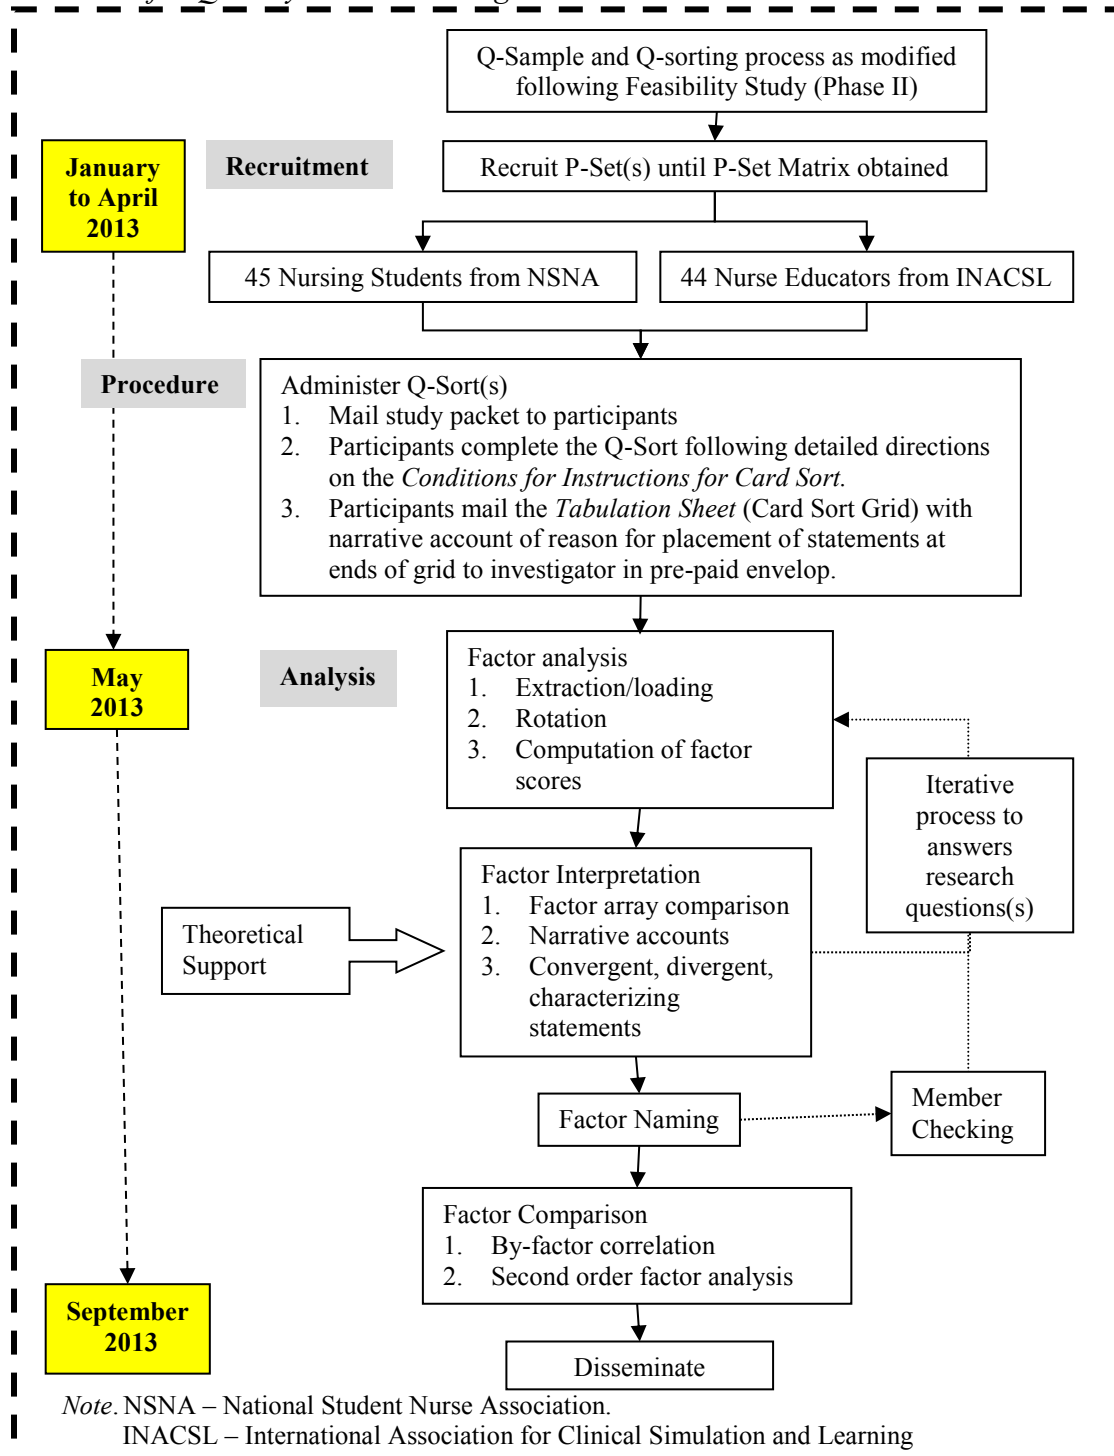 Q-Sample and Q-sorting process as modified
following Feasibility Study (Phase II)
January
to April
2013
Recruitment
Recruit P-Set(s) until P-Set Matrix obtained
45 Nursing Students from NSNA
44 Nurse Educators from INACSL
Procedure
Administer Q-Sort(s)
1. Mail study packet to participants
2. Participants complete the Q-Sort following detailed directions
on the Conditions for Instructions for Card Sort.
3. Participants mail the Tabulation Sheet (Card Sort Grid) with
narrative account of reason for placement of statements at
ends of grid to investigator in pre-paid envelop.
May
2013
Analysis
Factor analysis
1. Extraction/loading
2. Rotation
3. Computation of factor
scores
Iterative
process to
answers
research
questions(s)
Theoretical
Support
Factor Interpretation
1. Factor array comparison
2. Narrative accounts
3. Convergent, divergent,
characterizing
statements
Factor Naming
Member
Checking
Factor Comparison
1. By-factor correlation
2. Second order factor analysis
September
2013
Disseminate
Note. NSNA – National Student Nurse Association.
INACSL – International Association for Clinical Simulation and Learning